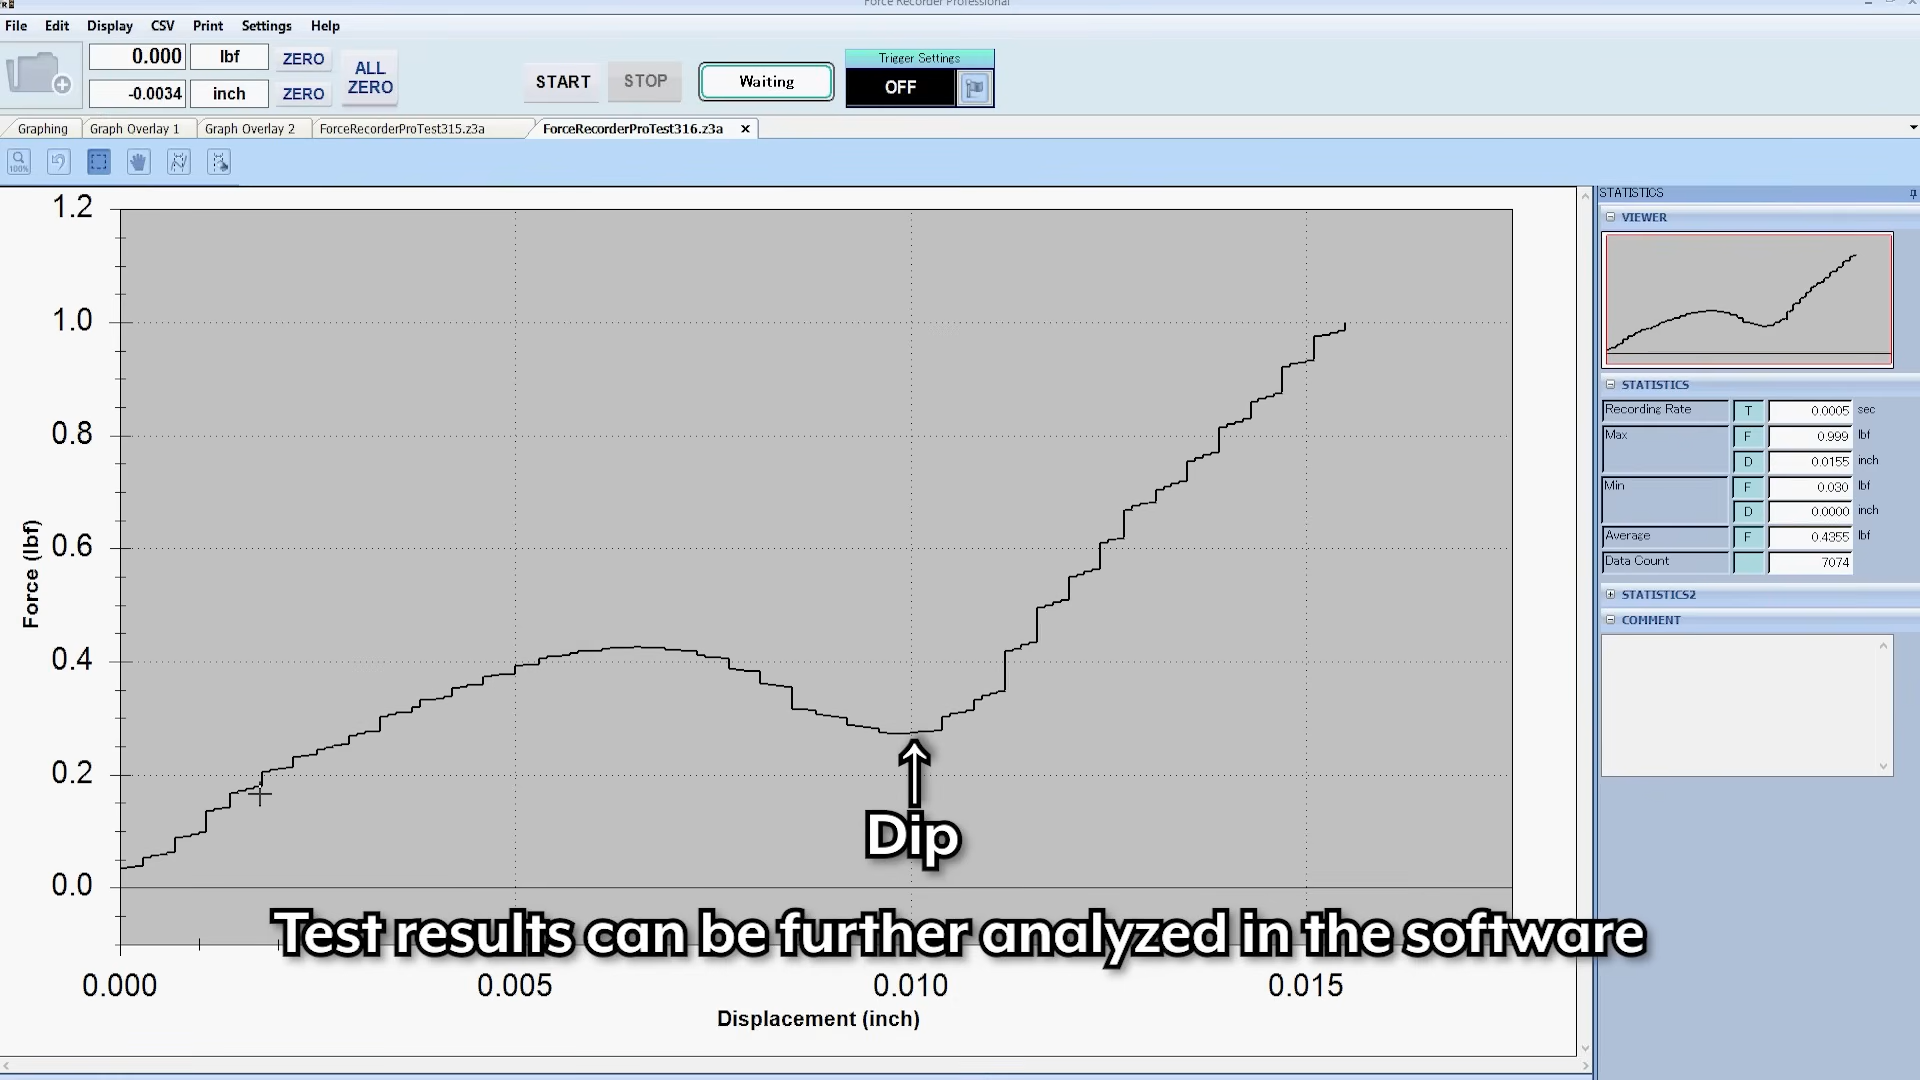 Force Recorder Professional
File Edit Display CSV Print Settings Help
0.000 lbf ZERO
-0.0034 inch ZERO
ALL ZERO
START STOP Waiting
Trigger Settings
OFF
Graphing Graph Overlay 1 Graph Overlay 2 ForceRecorderProTest315.z3a ForceRecorderProTest316.z3a
100%
1.2
1.0
0.8
0.6
0.4
0.2
0.0
Force (lbf)
Dip
Test results can be further analyzed in the software
0.000 0.005 0.010 0.015
Displacement (inch)
STATISTICS
VIEWER
STATISTICS
Recording Rate T 0.0005 sec
Max F 0.999 lbf
D 0.0155 inch
Min F 0.030 lbf
D 0.0000 inch
Average F 0.4355 lbf
Data Count 7074
STATISTICS2
COMMENT